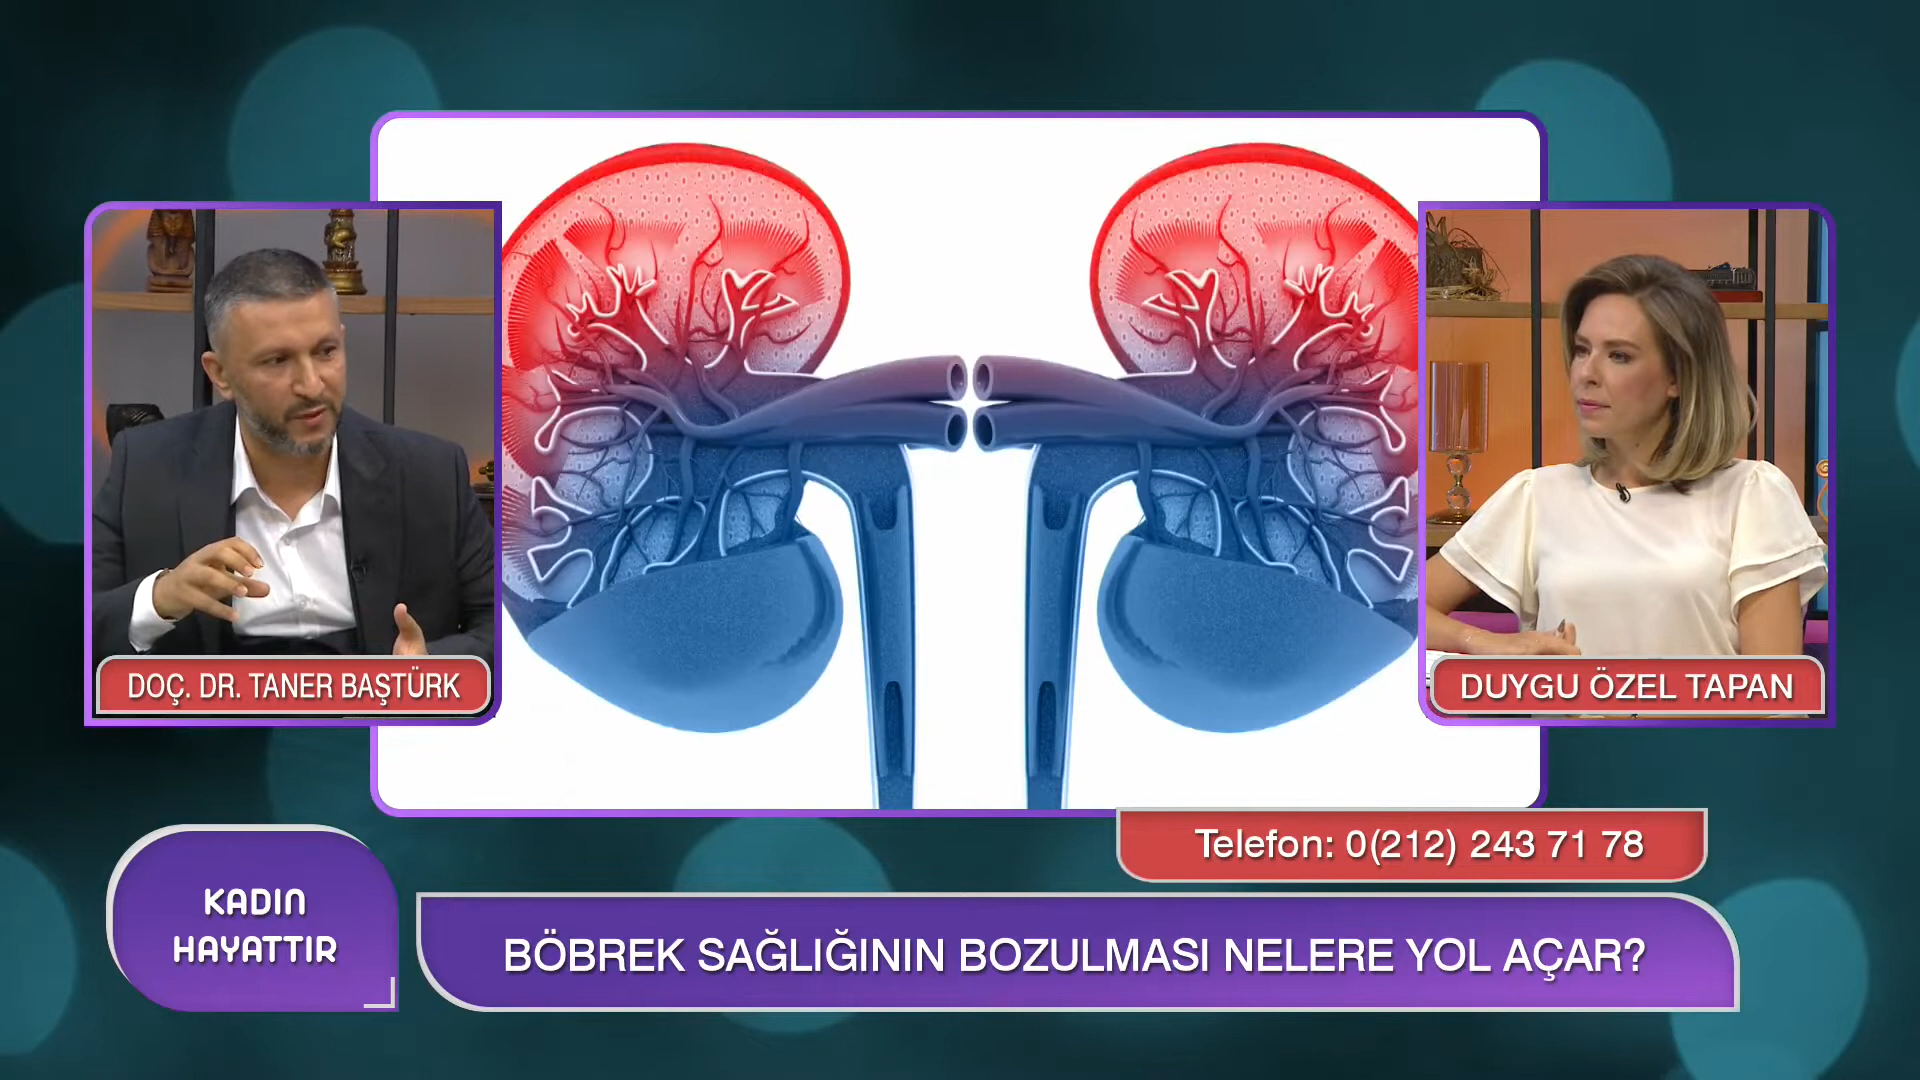 DOÇ. DR. TANER BAŞTÜRK
DUYGU ÖZEL TAPAN
Telefon: 0(212) 243 71 78
KADIN
HAYATTIR
BÖBREK SAĞLIĞININ BOZULMASI NELERE YOL AÇAR?